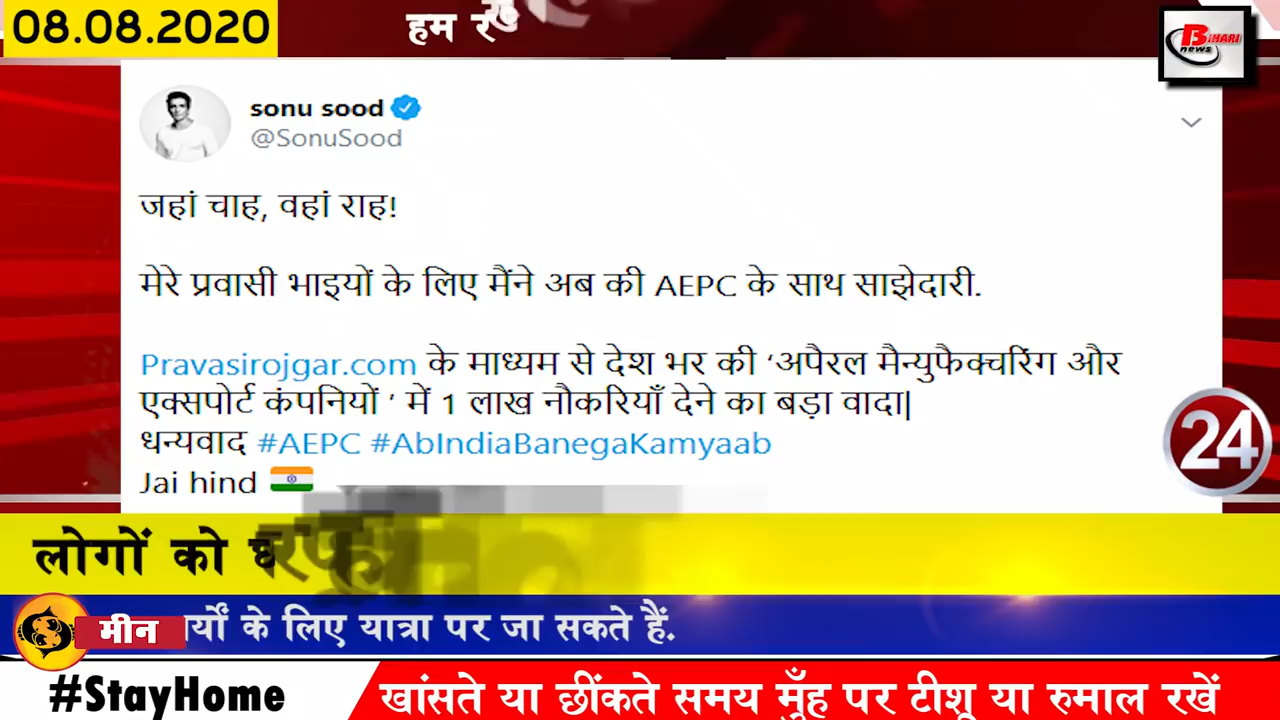 08.08.2020
हम
BIHARI
news
sonu sood
@SonuSood
जहां चाह, वहां राह!
मेरे प्रवासी भाइयों के लिए मैंने अब की AEPC के साथ साझेदारी.
Pravasirojgar.com के माध्यम से देश भर की ‘अपैरल मैन्युफैक्चरिंग और
एक्सपोर्ट कंपनियों ’ में 1 लाख नौकरियाँ देने का बड़ा वादा|
धन्यवाद #AEPC #AbIndiaBanegaKamyaab
Jai hind
24
लोगों को
मीन
र्यों के लिए यात्रा पर जा सकते हैं.
#StayHome
खांसते या छींकते समय मुँह पर टीशू या रुमाल रखें